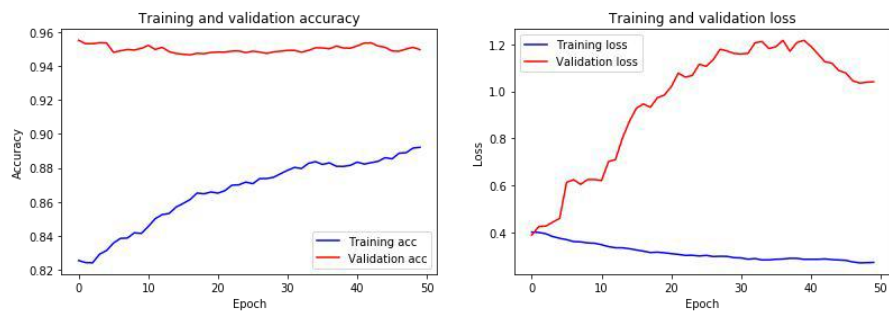 Training and validation accuracy
0.96
0.94
0.92
0.90
0.88
0.86
0.84
0.82
Accuracy
Training acc
Validation acc
0 10 20 30 40 50
Epoch
Training and validation loss
Training loss
Validation loss
1.2
1.0
0.8
0.6
0.4
Loss
0 10 20 30 40 50
Epoch